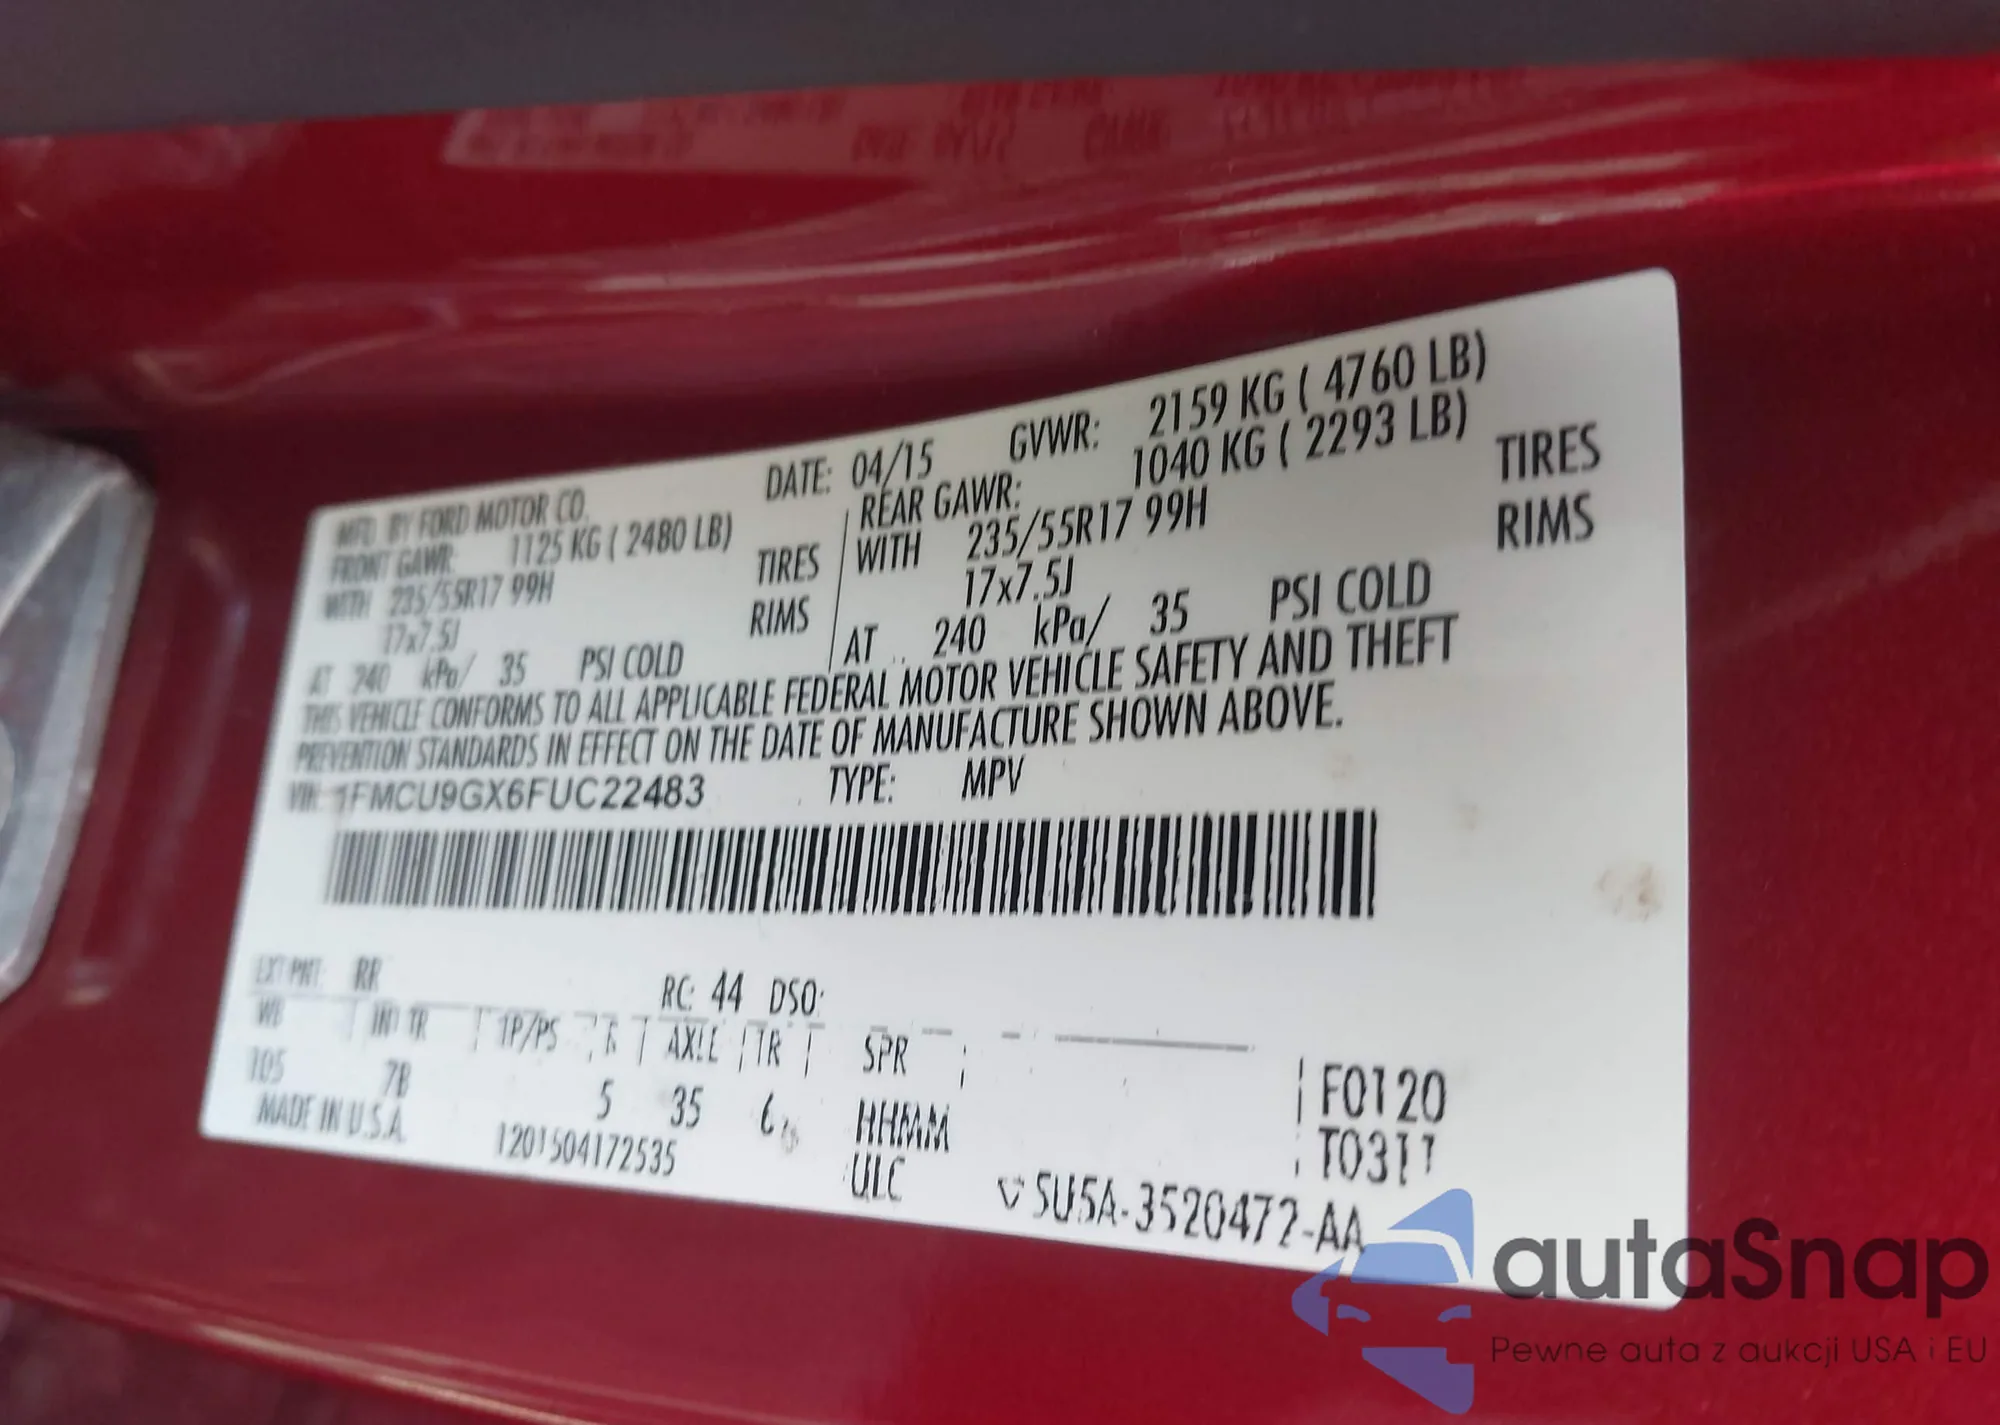 MFD. BY FORD MOTOR CO. DATE: 04/15 GVWR: 2159 KG ( 4760 LB)
FRONT GAWR: 1125 KG ( 2480 LB) REAR GAWR: 1040 KG ( 2293 LB)
WITH 235/55R17 99H TIRES WITH 235/55R17 99H TIRES
17x7.5J RIMS 17x7.5J RIMS
AT 240 kPa/ 35 PSI COLD AT 240 kPa/ 35 PSI COLD
THIS VEHICLE CONFORMS TO ALL APPLICABLE FEDERAL MOTOR VEHICLE SAFETY AND THEFT
PREVENTION STANDARDS IN EFFECT ON THE DATE OF MANUFACTURE SHOWN ABOVE.
VIN: 1FMCU9GX6FUC22483 TYPE: MPV
EXT PNT: RR RC: 44 DSO:
WB TR TP/PS R AXLE TR SPR
105 7B 5 35 6 HHMM F0120
MADE IN U.S.A. 1201504172535 ULC T0311
5U5A-3520472-AA
autaSnap
Pewne auta z aukcji USA i EU